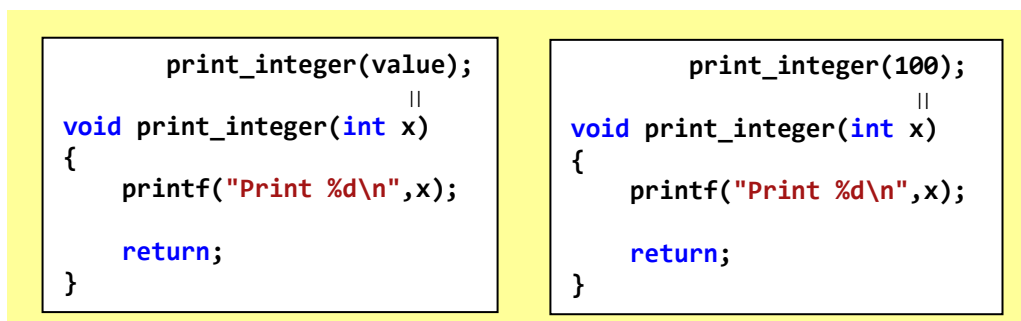 print_integer(value);
||
void print_integer(int x)
{
printf("Print %d\n",x);
return;
}
print_integer(100);
||
void print_integer(int x)
{
printf("Print %d\n",x);
return;
}